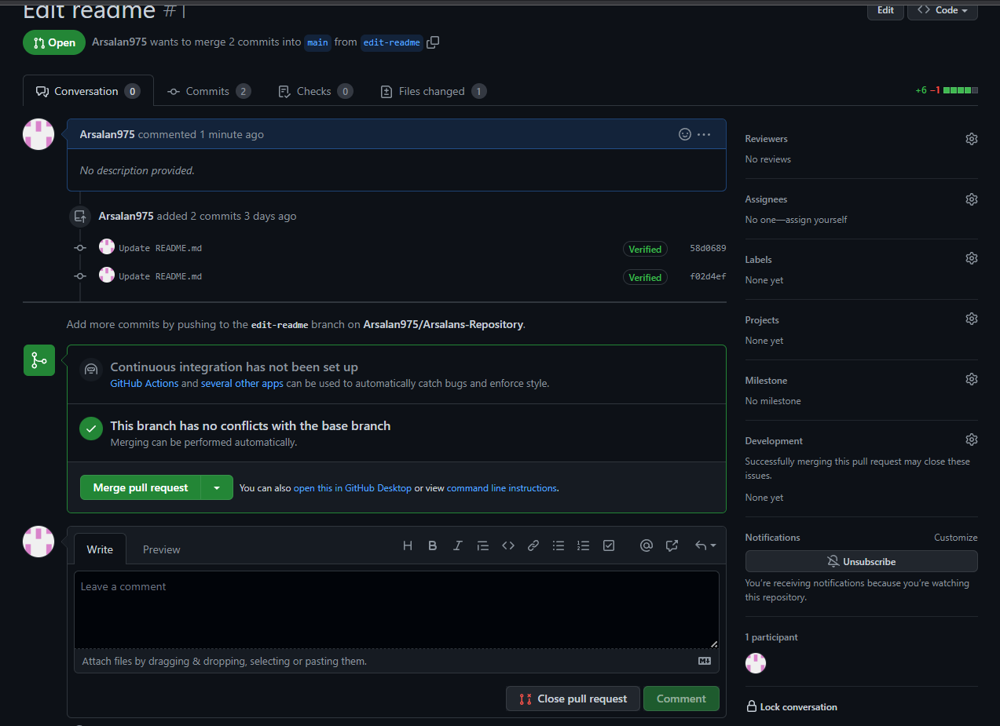 Edit readme #1
Edit
Code
Open
Arsalan975 wants to merge 2 commits into main from edit-readme
Conversation 0
Commits 2
Checks 0
Files changed 1
+6 −1
Arsalan975 commented 1 minute ago
No description provided.
Arsalan975 added 2 commits 3 days ago
Update README.md Verified 58d0689
Update README.md Verified f02d4ef
Add more commits by pushing to the edit-readme branch on Arsalan975/Arsalans-Repository.
Continuous integration has not been set up
GitHub Actions and several other apps can be used to automatically catch bugs and enforce style.
This branch has no conflicts with the base branch
Merging can be performed automatically.
Merge pull request
You can also open this in GitHub Desktop or view command line instructions.
Write
Preview
Leave a comment
Attach files by dragging & dropping, selecting or pasting them.
Close pull request
Comment
Reviewers
No reviews
Assignees
No one—assign yourself
Labels
None yet
Projects
None yet
Milestone
No milestone
Development
Successfully merging this pull request may close these
issues.
None yet
Notifications
Customize
Unsubscribe
You're receiving notifications because you're watching
this repository.
1 participant
Lock conversation